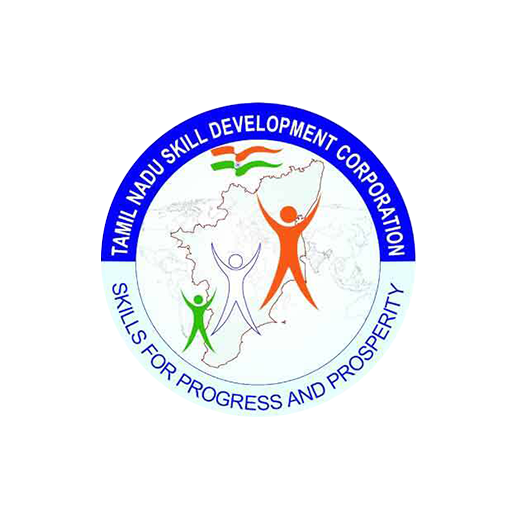 TAMIL NADU SKILL DEVELOPMENT CORPORATION
SKILLS FOR PROGRESS AND PROSPERITY